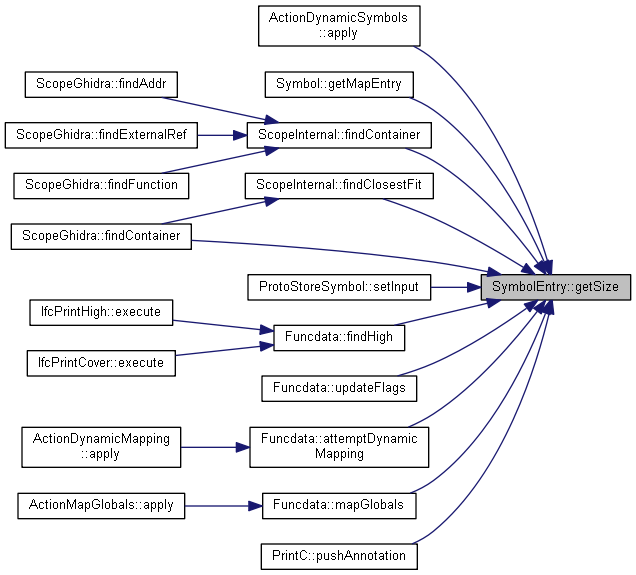 ActionDynamicSymbols
::apply
ScopeGhidra::findAddr
Symbol::getMapEntry
ScopeGhidra::findExternalRef
ScopeInternal::findContainer
ScopeGhidra::findFunction
ScopeInternal::findClosestFit
ScopeGhidra::findContainer
ProtoStoreSymbol::setInput
SymbolEntry::getSize
IfcPrintHigh::execute
Funcdata::findHigh
IfcPrintCover::execute
Funcdata::updateFlags
ActionDynamicMapping
::apply
Funcdata::attemptDynamic
Mapping
ActionMapGlobals::apply
Funcdata::mapGlobals
PrintC::pushAnnotation